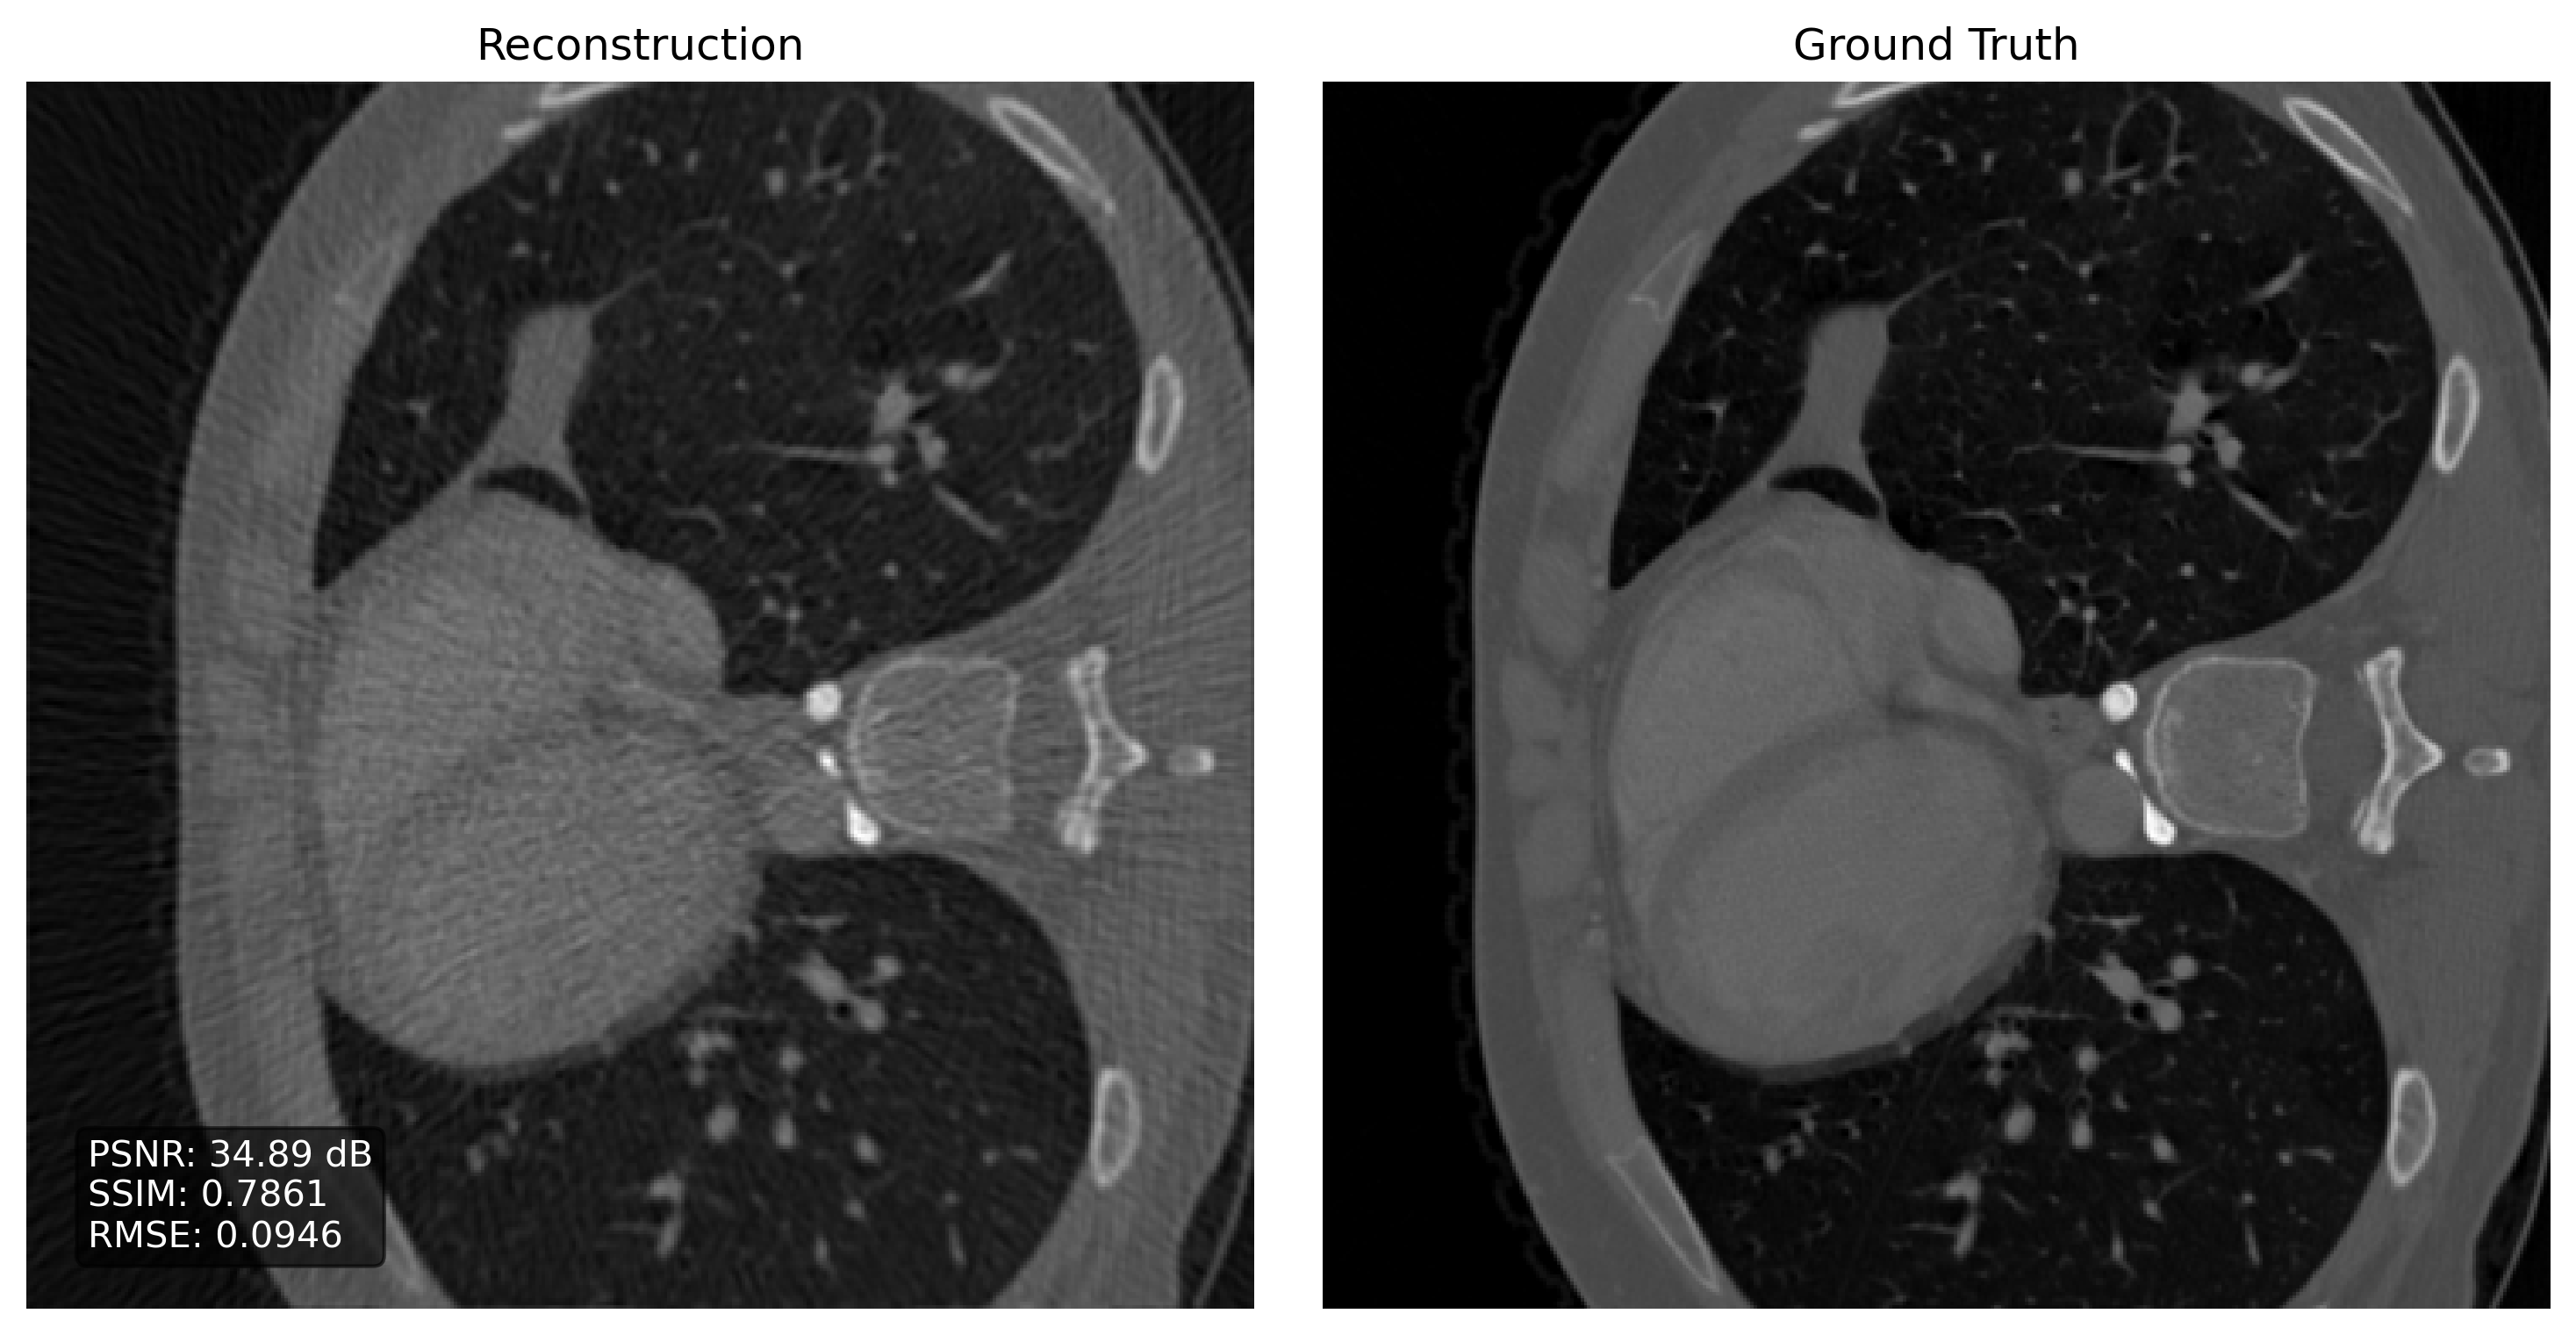 Reconstruction
Ground Truth
PSNR: 34.89 dB
SSIM: 0.7861
RMSE: 0.0946